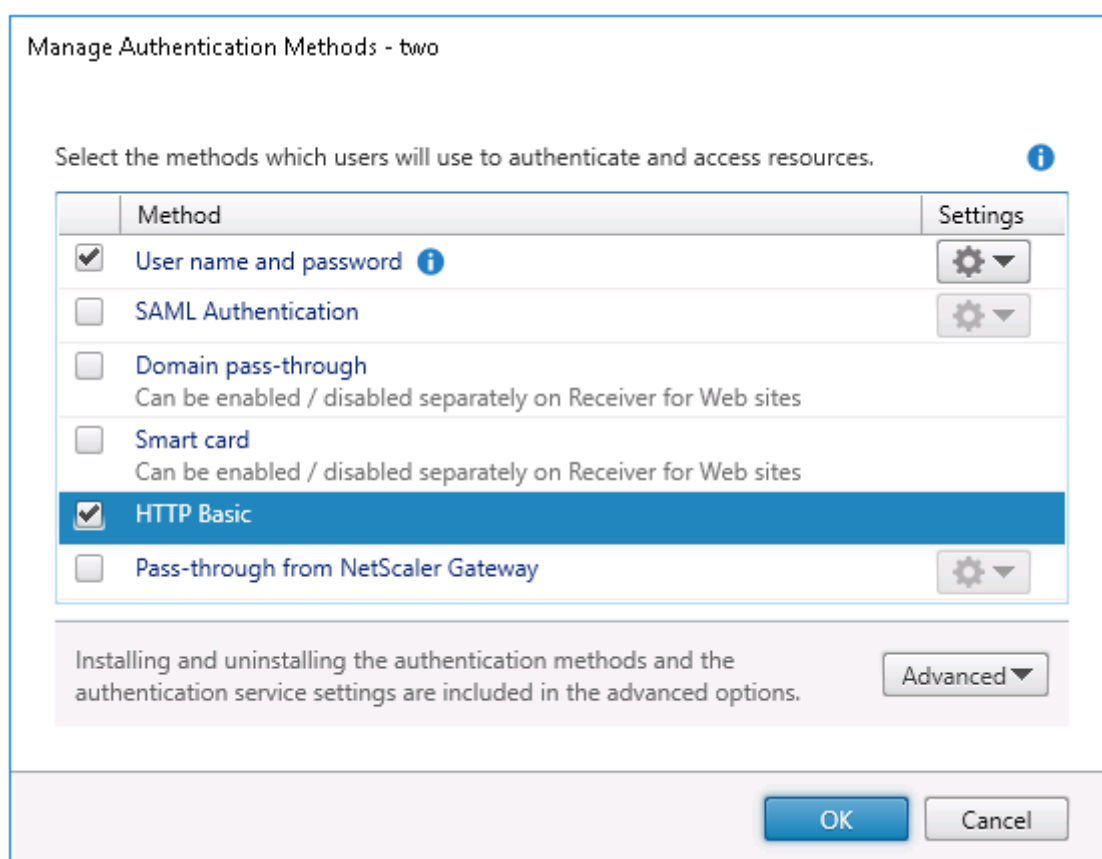 Manage Authentication Methods - two
Select the methods which users will use to authenticate and access resources.
Method Settings
User name and password
SAML Authentication
Domain pass-through
Can be enabled / disabled separately on Receiver for Web sites
Smart card
Can be enabled / disabled separately on Receiver for Web sites
HTTP Basic
Pass-through from NetScaler Gateway
Installing and uninstalling the authentication methods and the
authentication service settings are included in the advanced options.
Advanced
OK Cancel